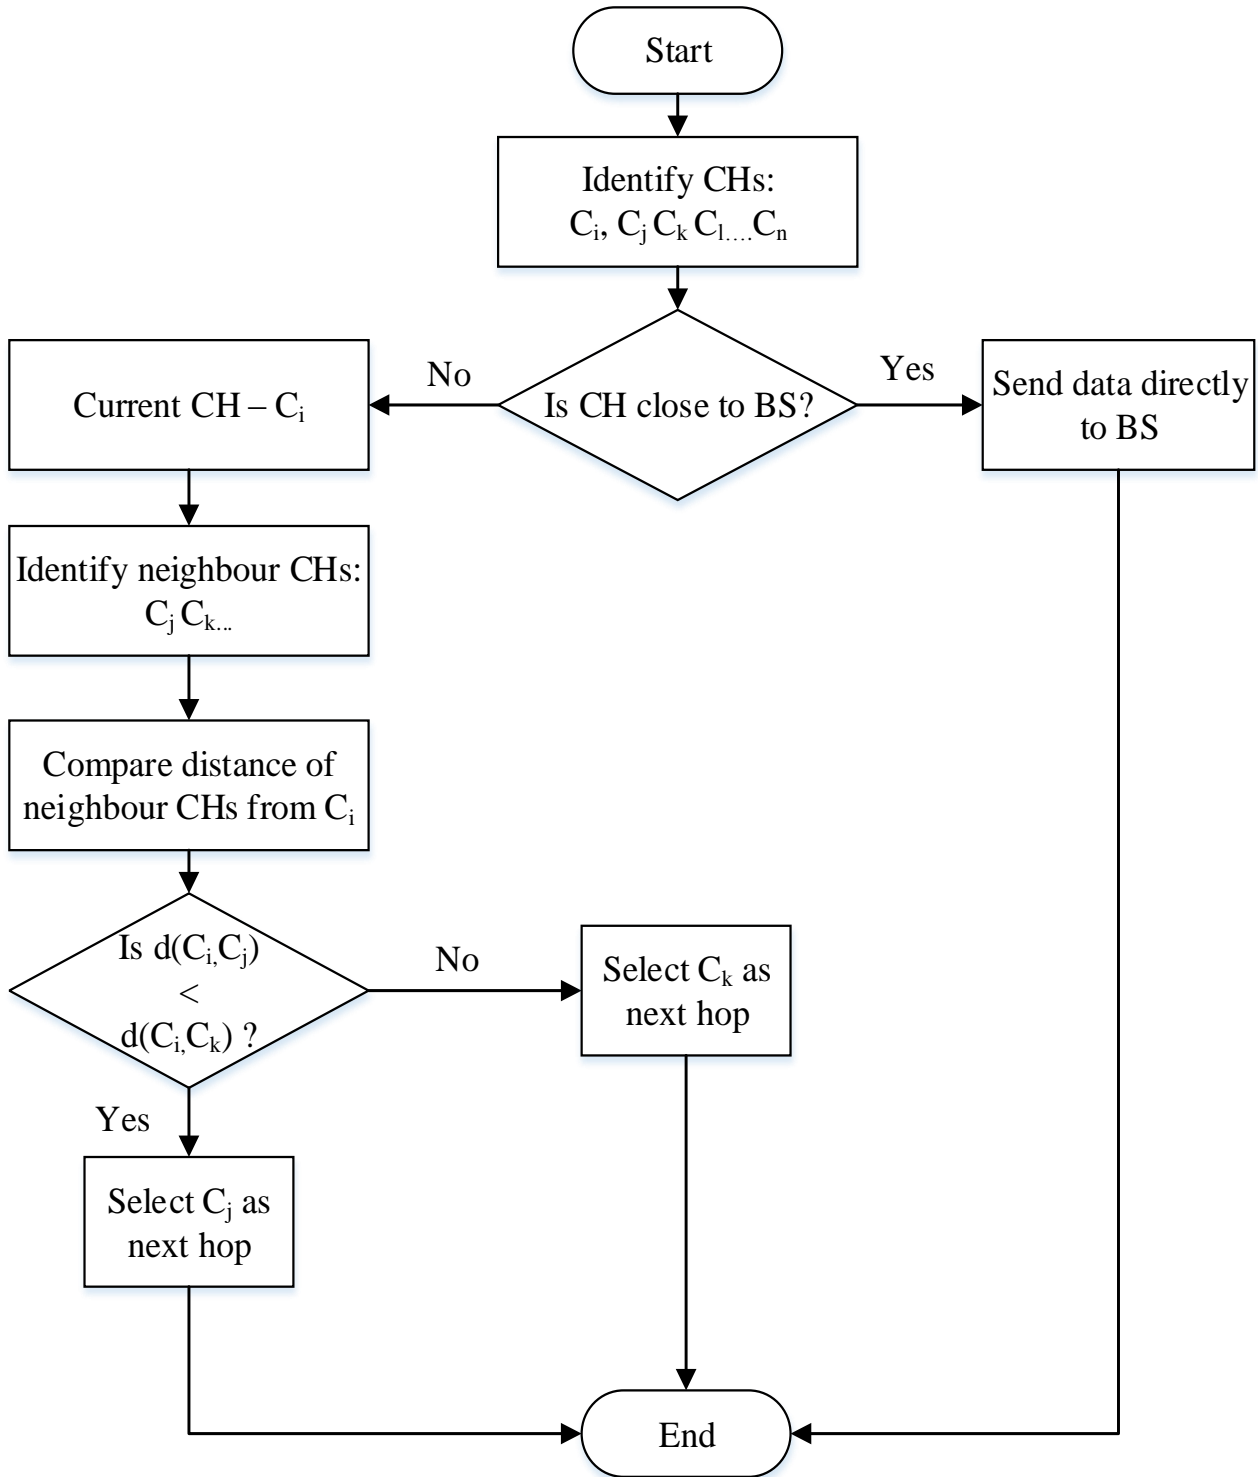 Start
Identify CHs:
Ci, Cj Ck Cl....Cn
Is CH close to BS?
No
Yes
Current CH – Ci
Send data directly
to BS
Identify neighbour CHs:
Cj Ck...
Compare distance of
neighbour CHs from Ci
Is d(Ci,Cj)
<
d(Ci,Ck) ?
No
Select Ck as
next hop
Yes
Select Cj as
next hop
End